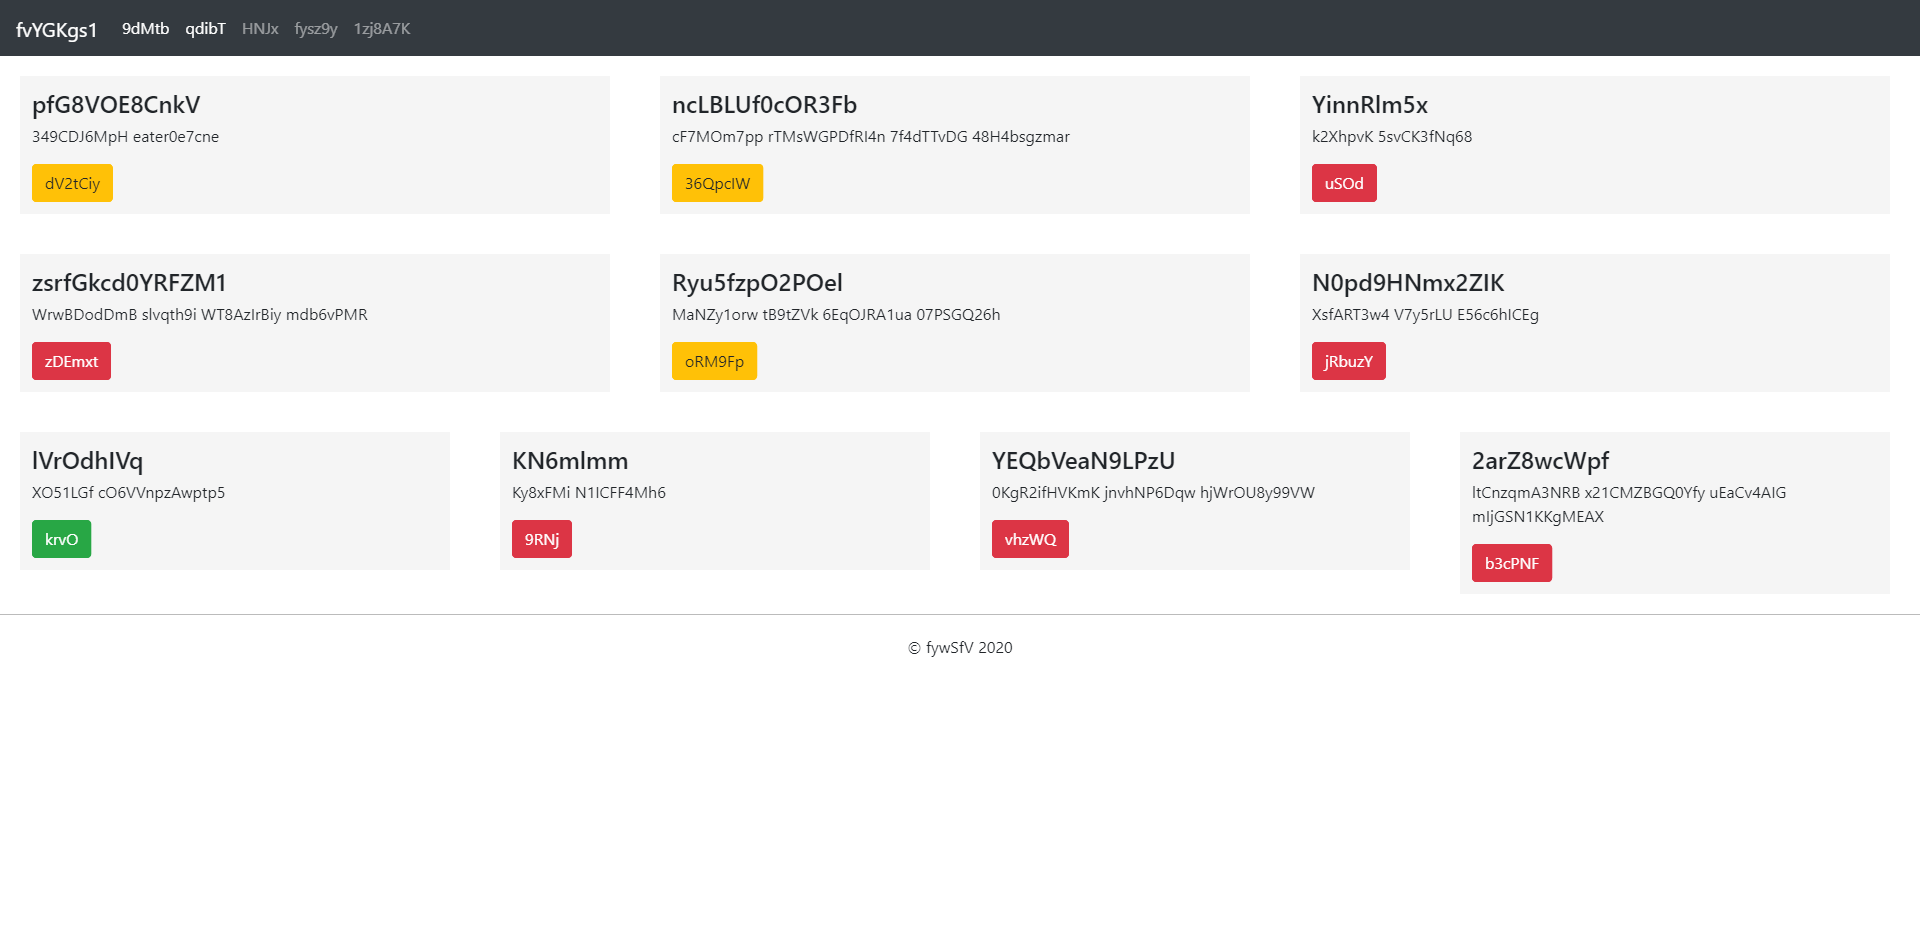 fvYGKgs1 9dMtb qdibT HNJx fysz9y 1zj8A7K
pfG8VOE8CnkV
349CDJ6MpH eater0e7cne
dV2tCiy
ncLBLUf0cOR3Fb
cF7MOm7pp rTMsWGPDfRI4n 7f4dTTvDG 48H4bsgzmar
36QpcIW
YinnRlm5x
k2XhpvK 5svCK3fNq68
uSOd
zsrfGkcd0YRFZM1
WrwBDodDmB slvqth9i WT8AzIrBiy mdb6vPMR
zDEmxt
Ryu5fzpO2POel
MaNZy1orw tB9tZVk 6EqOJRA1ua 07PSGQ26h
oRM9Fp
N0pd9HNmx2ZIK
XsfART3w4 V7y5rLU E56c6hICEg
jRbuzY
lVrOdhIVq
XO51LGf cO6VVnpzAwptp5
krvO
KN6mlmm
Ky8xFMi N1ICFF4Mh6
9RNj
YEQbVeaN9LPzU
0KgR2ifHVKmK jnvhNP6Dqw hjWrOU8y99VW
vhzWQ
2arZ8wcWpf
ltCnzqmA3NRB x21CMZBGQ0Yfy uEaCv4AIG
mIjGSN1KKgMEAX
b3cPNF
© fywSfV 2020